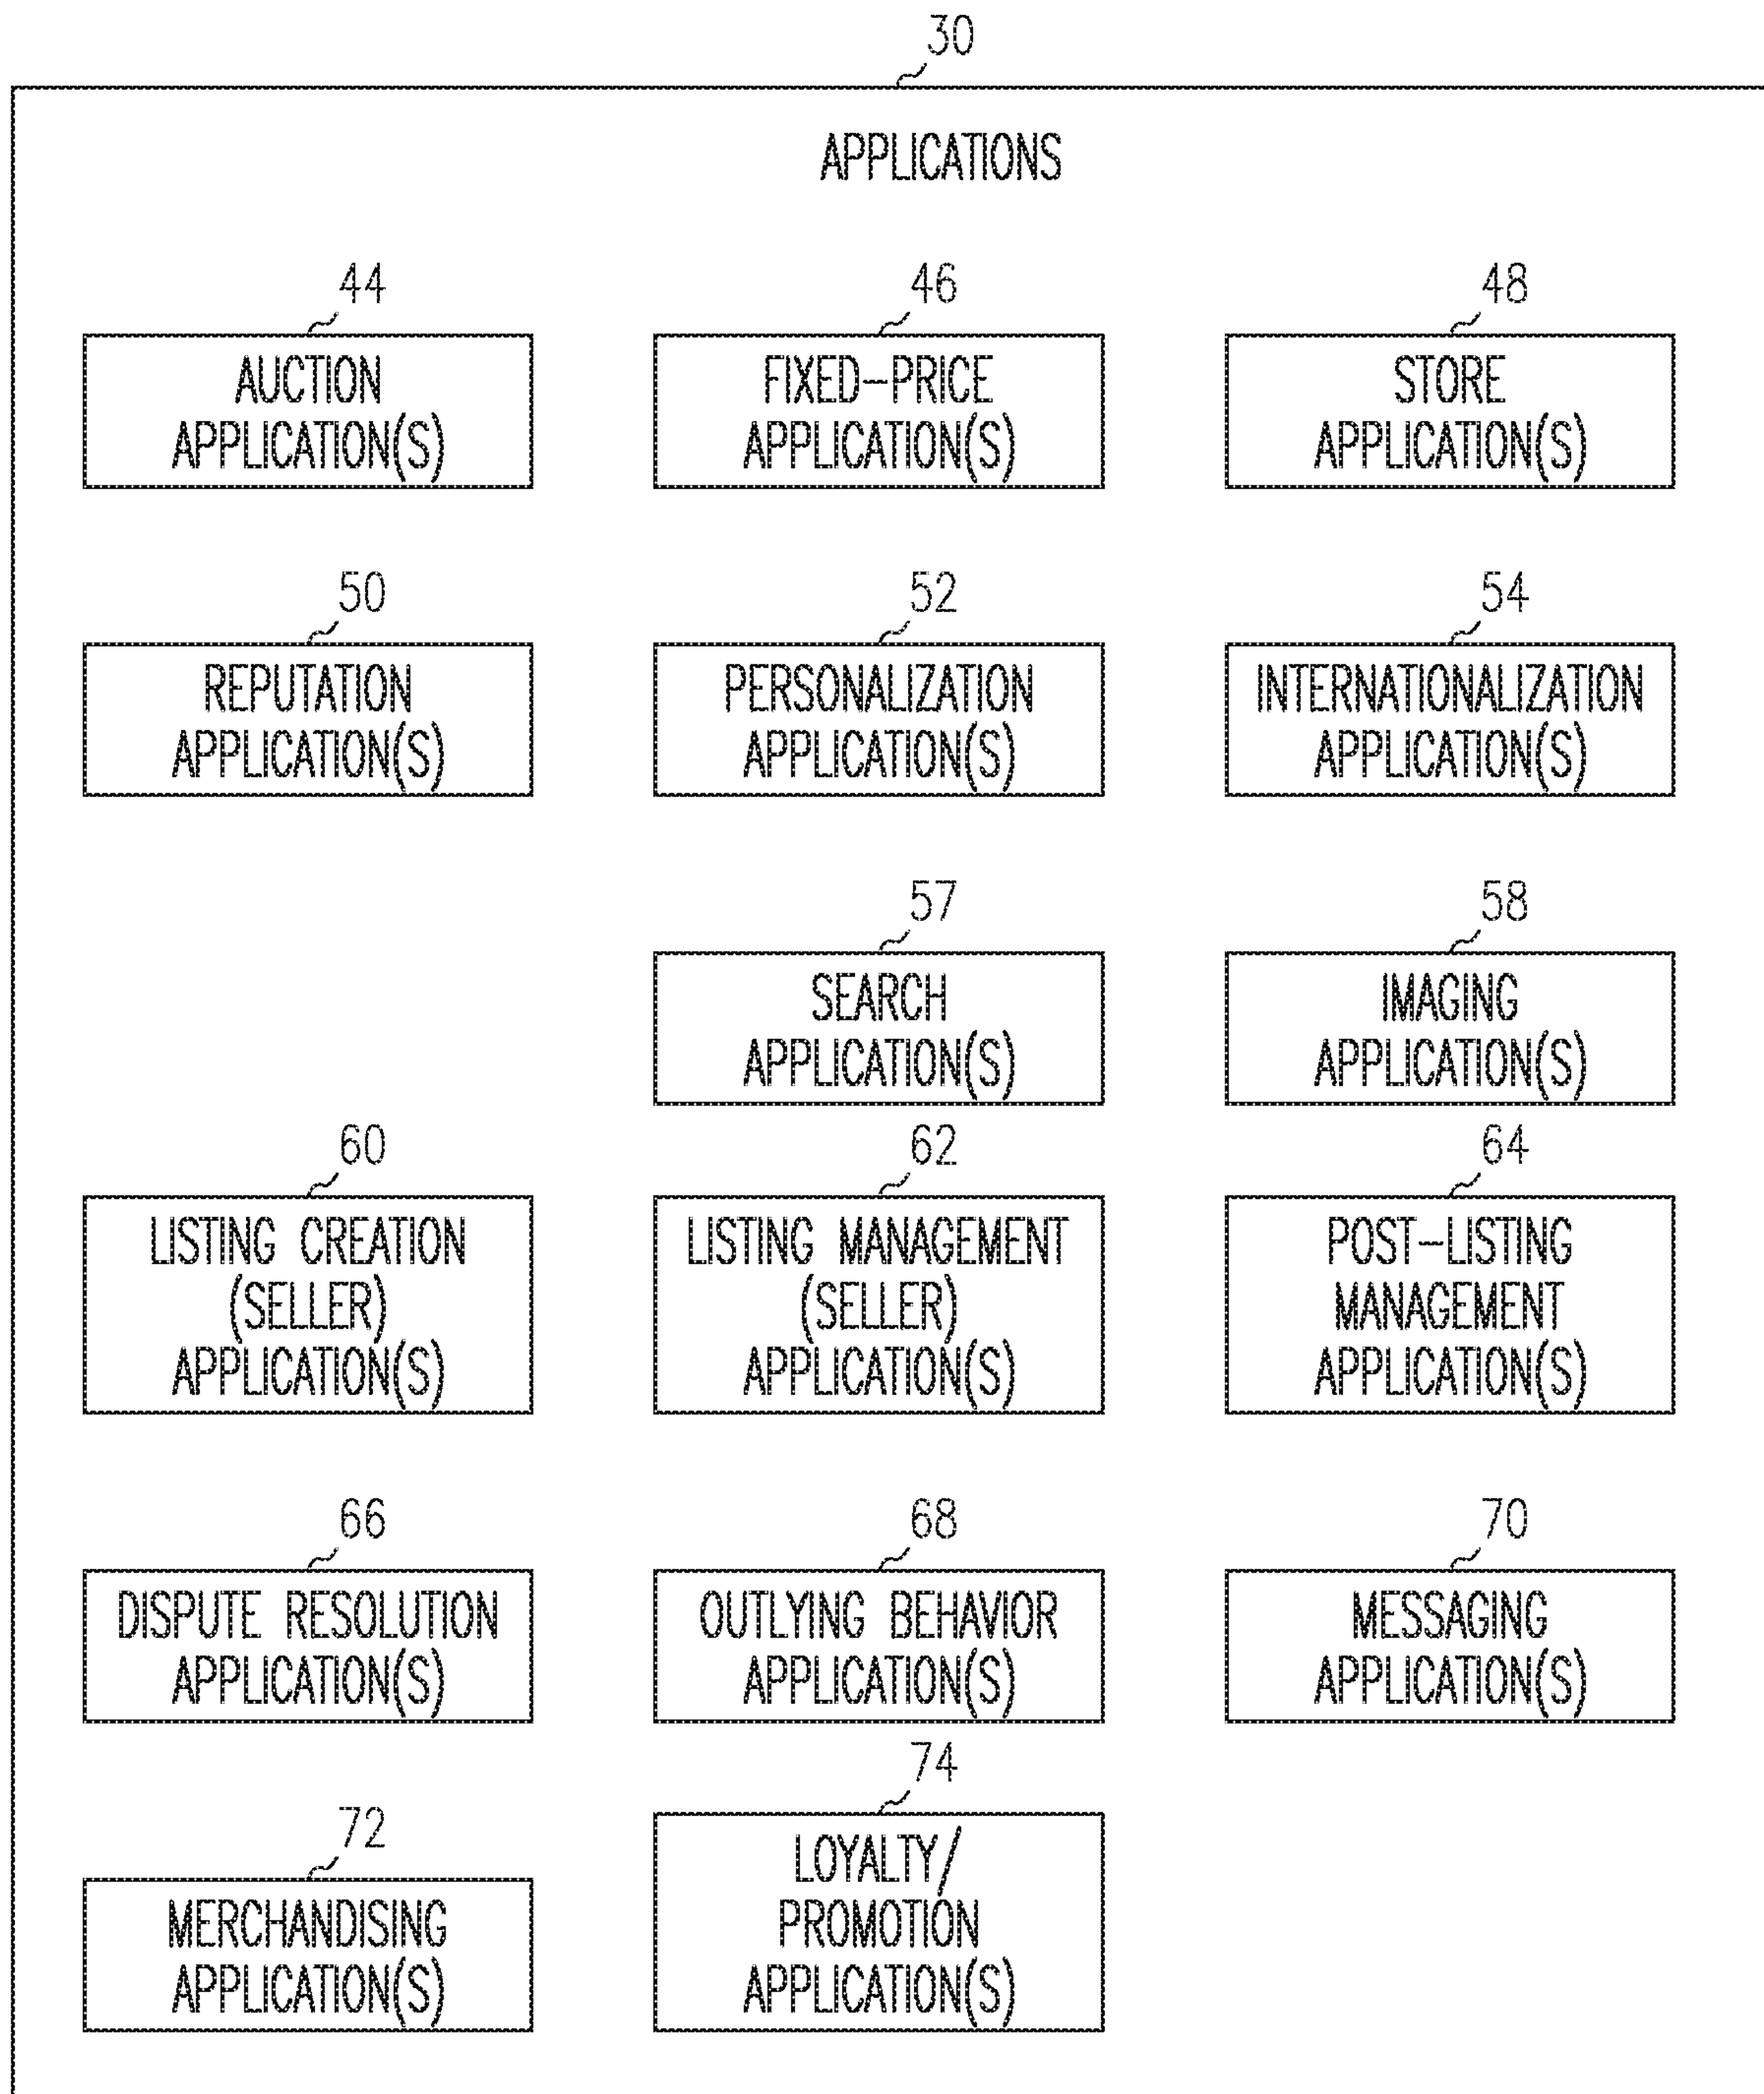 30
APPLICATIONS
44
AUCTION
APPLICATION(S)
46
FIXED-PRICE
APPLICATION(S)
48
STORE
APPLICATION(S)
50
REPUTATION
APPLICATION(S)
52
PERSONALIZATION
APPLICATION(S)
54
INTERNATIONALIZATION
APPLICATION(S)
57
SEARCH
APPLICATION(S)
58
IMAGING
APPLICATION(S)
60
LISTING CREATION
(SELLER)
APPLICATION(S)
62
LISTING MANAGEMENT
(SELLER)
APPLICATION(S)
64
POST-LISTING
MANAGEMENT
APPLICATION(S)
66
DISPUTE RESOLUTION
APPLICATION(S)
68
OUTLYING BEHAVIOR
APPLICATION(S)
70
MESSAGING
APPLICATION(S)
72
MERCHANDISING
APPLICATION(S)
74
LOYALTY/
PROMOTION
APPLICATION(S)